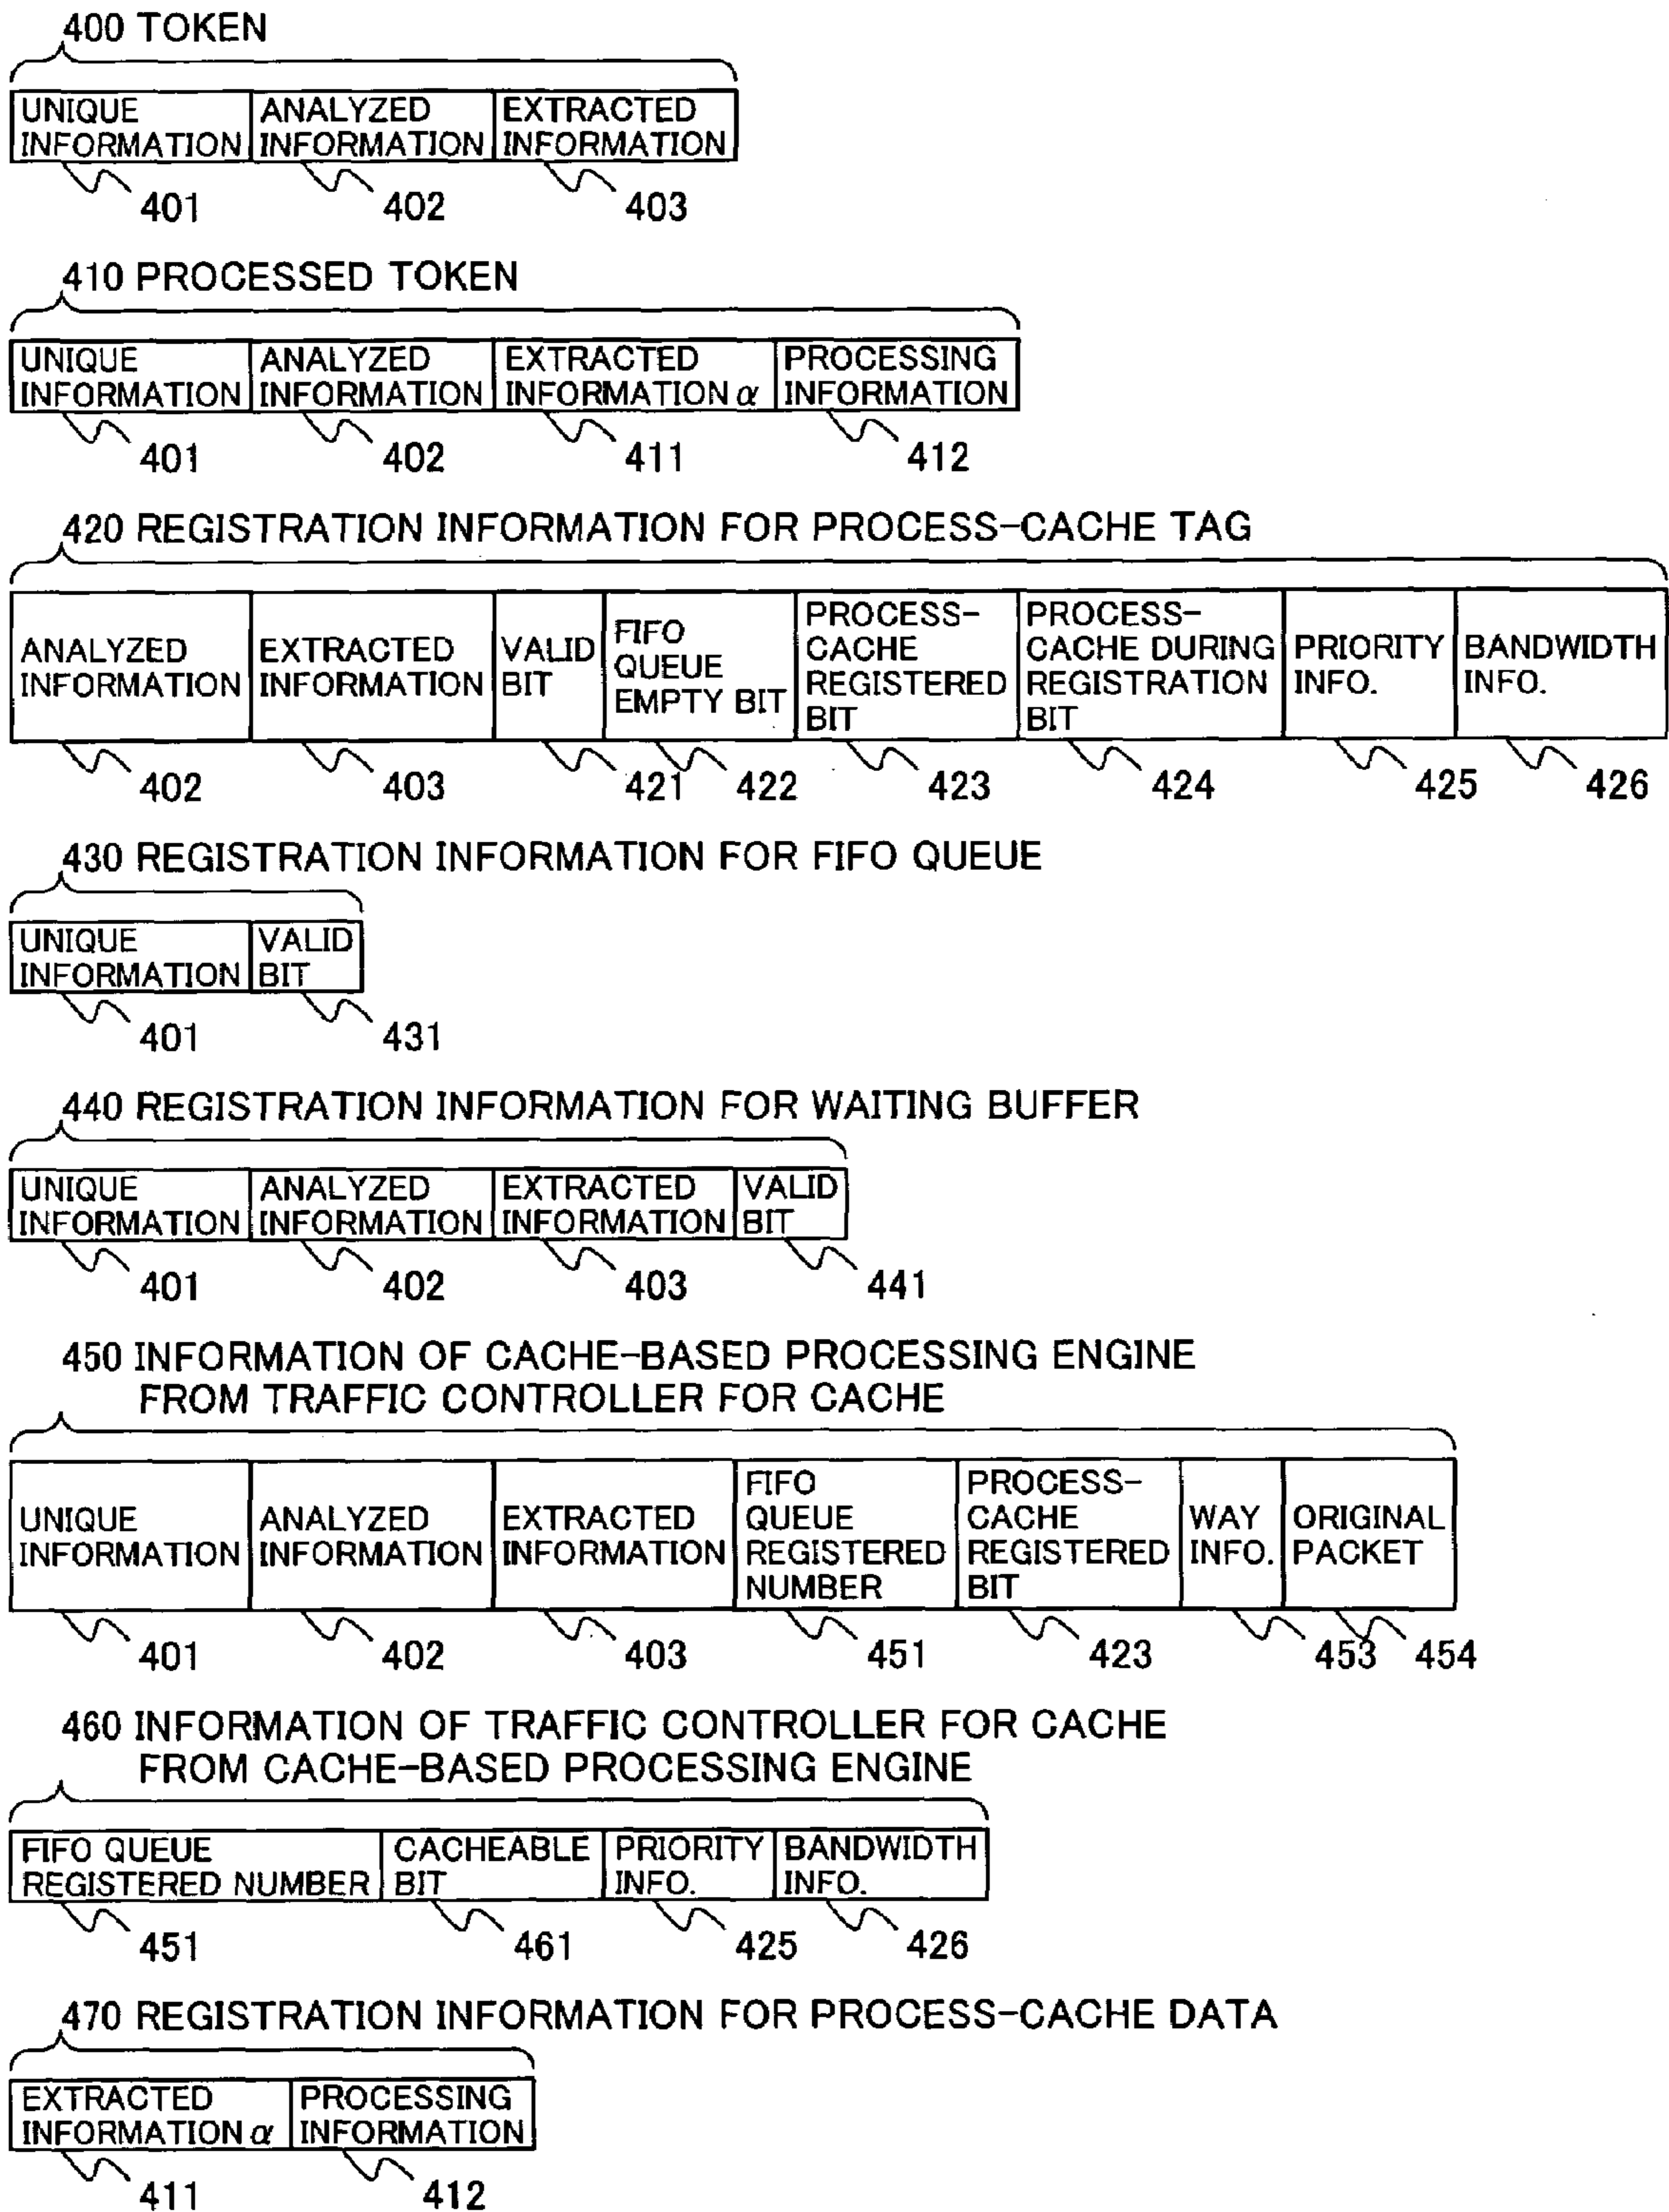 400 TOKEN
UNIQUE INFORMATION
ANALYZED INFORMATION
EXTRACTED INFORMATION
401
402
403
410 PROCESSED TOKEN
UNIQUE INFORMATION
ANALYZED INFORMATION
EXTRACTED INFORMATION α
PROCESSING INFORMATION
401
402
411
412
420 REGISTRATION INFORMATION FOR PROCESS-CACHE TAG
ANALYZED INFORMATION
EXTRACTED INFORMATION
VALID BIT
FIFO QUEUE EMPTY BIT
PROCESS-CACHE REGISTERED BIT
PROCESS-CACHE DURING REGISTRATION BIT
PRIORITY INFO.
BANDWIDTH INFO.
402
403
421
422
423
424
425
426
430 REGISTRATION INFORMATION FOR FIFO QUEUE
UNIQUE INFORMATION
VALID BIT
401
431
440 REGISTRATION INFORMATION FOR WAITING BUFFER
UNIQUE INFORMATION
ANALYZED INFORMATION
EXTRACTED INFORMATION
VALID BIT
401
402
403
441
450 INFORMATION OF CACHE-BASED PROCESSING ENGINE
FROM TRAFFIC CONTROLLER FOR CACHE
UNIQUE INFORMATION
ANALYZED INFORMATION
EXTRACTED INFORMATION
FIFO QUEUE REGISTERED NUMBER
PROCESS-CACHE REGISTERED BIT
WAY INFO.
ORIGINAL PACKET
401
402
403
451
423
453
454
460 INFORMATION OF TRAFFIC CONTROLLER FOR CACHE
FROM CACHE-BASED PROCESSING ENGINE
FIFO QUEUE REGISTERED NUMBER
CACHEABLE BIT
PRIORITY INFO.
BANDWIDTH INFO.
451
461
425
426
470 REGISTRATION INFORMATION FOR PROCESS-CACHE DATA
EXTRACTED INFORMATION α
PROCESSING INFORMATION
411
412